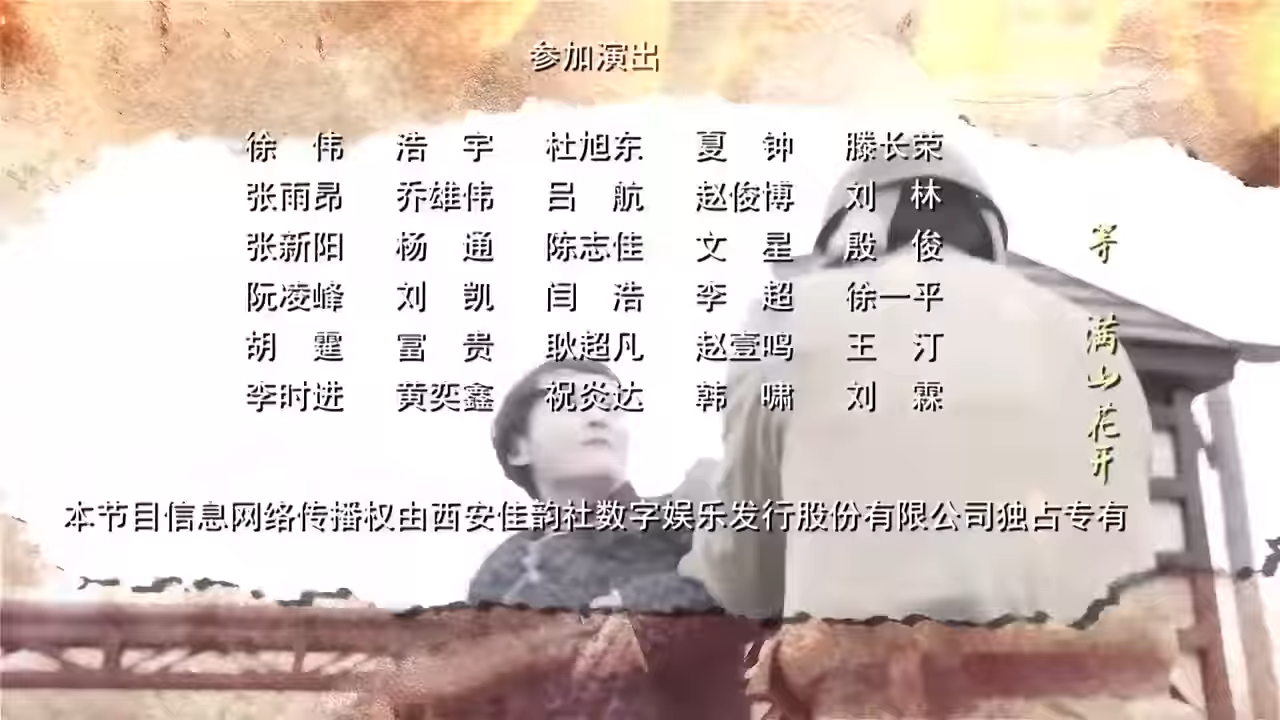 参加演出
徐 伟 浩 宇 杜旭东 夏 钟 滕长荣
张雨昂 乔雄伟 吕 航 赵俊博 刘 林
张新阳 杨 通 陈志佳 文 星 殷 俊
阮凌峰 刘 凯 闫 浩 李 超 徐一平
胡 霆 富 贵 耿超凡 赵壹鸣 王 汀
李时进 黄奕鑫 祝炎达 韩 啸 刘 霖
等 满山花开
本节目信息网络传播权由西安佳韵社数字娱乐发行股份有限公司独占专有